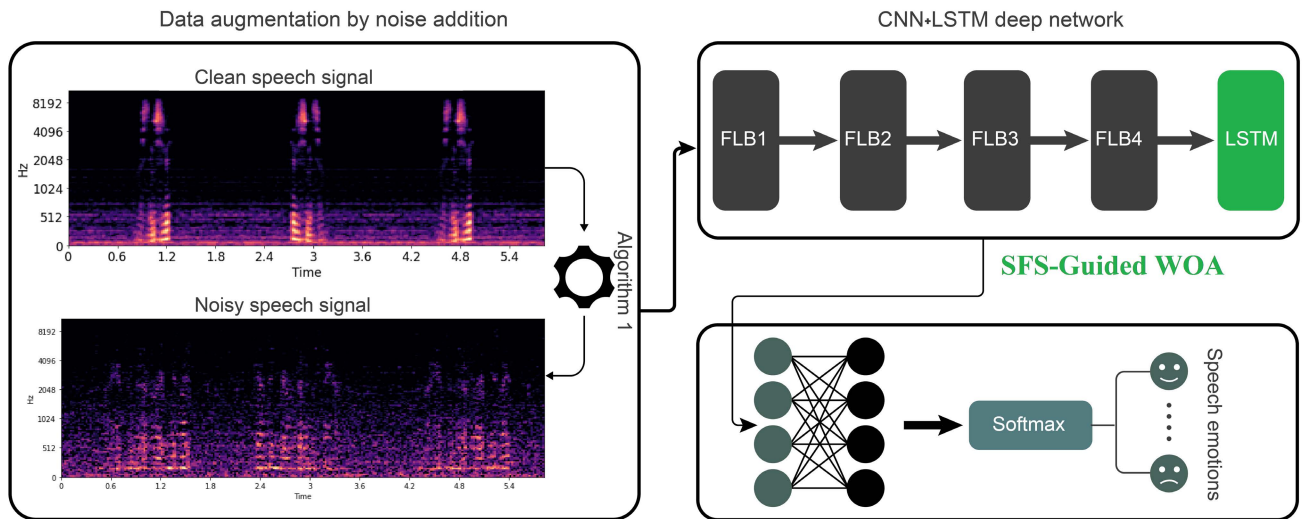 Data augmentation by noise addition
Clean speech signal
8192
4096
2048
1024
512
0
Hz
0 0.6 1.2 1.8 2.4 3 3.6 4.2 4.8 5.4
Time
Algorithm 1
Noisy speech signal
8192
4096
2048
1024
512
0
Hz
0 0.6 1.2 1.8 2.4 3 3.6 4.2 4.8 5.4
Time
CNN+LSTM deep network
FLB1 FLB2 FLB3 FLB4 LSTM
SFS-Guided WOA
Softmax
Speech emotions